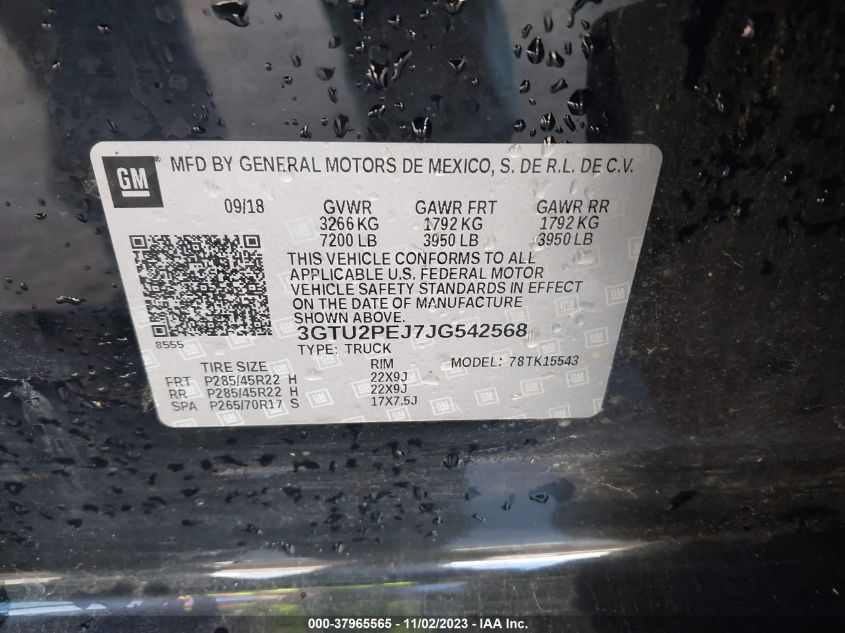 GM MFD BY GENERAL MOTORS DE MEXICO, S. DE R.L. DE C.V.
09/18 GVWR GAWR FRT GAWR RR
3266 KG 1792 KG 1792 KG
7200 LB 3950 LB 3950 LB
THIS VEHICLE CONFORMS TO ALL
APPLICABLE U.S. FEDERAL MOTOR
VEHICLE SAFETY STANDARDS IN EFFECT
ON THE DATE OF MANUFACTURE
SHOWN ABOVE.
3GTU2PEJ7JG542568
8555
TYPE: TRUCK MODEL: 78TK15543
TIRE SIZE RIM
FRT P285/45R22 H 22X9J
RR P285/45R22 H 22X9J
SPA P265/70R17 S 17X7.5J
000-37965565 - 11/02/2023 - IAA Inc.